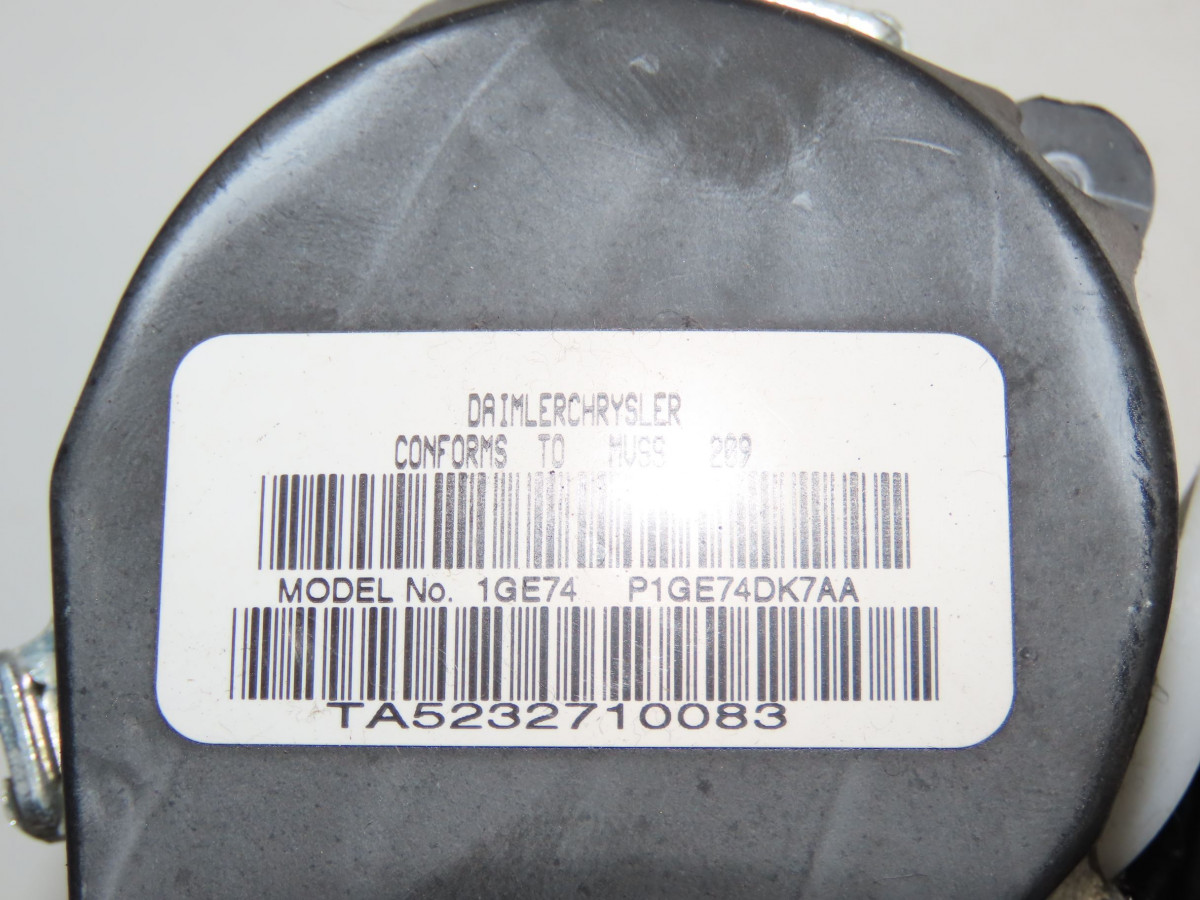 DAIMLERCHRYSLER
CONFORMS TO MVSS 209
MODEL No. 1GE74 P1GE74DK7AA
TA5232710083